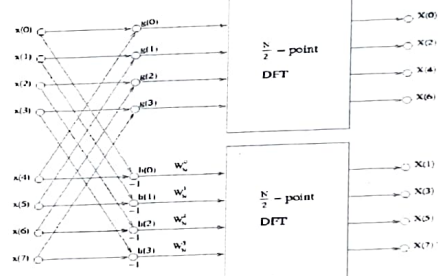 x(0) g(0) X(0)
x(1) g(1) X(2)
x(2) g(2) X(4)
x(3) g(3) X(6)
N/2 – point
DFT
x(4) h(0) X(1)
-1
x(5) h(1) X(3)
-1
x(6) h(2) X(5)
-1
x(7) h(3) X(7)
-1
N/2 – point
DFT